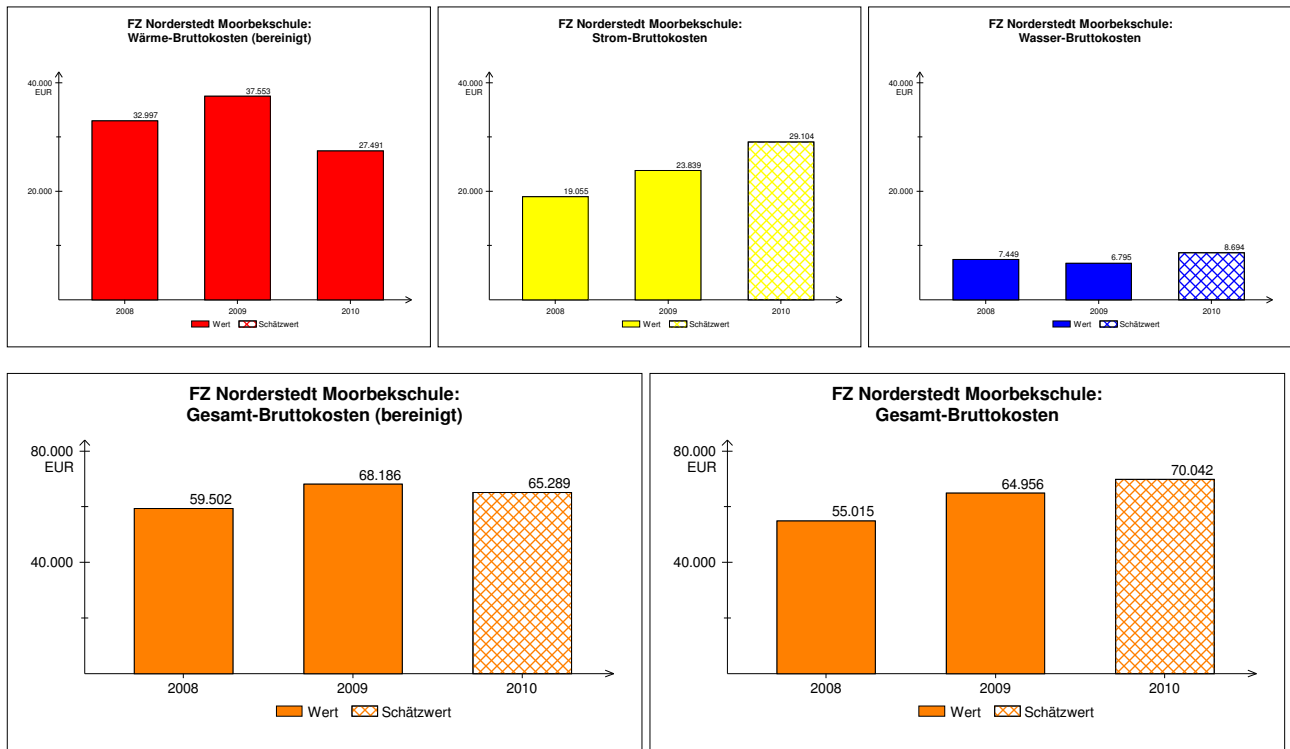 FZ Norderstedt Moorbekschule:
Wärme-Bruttokosten (bereinigt)
40.000
EUR
20.000
32.997
37.553
27.491
2008
2009
2010
Wert
Schätzwert
FZ Norderstedt Moorbekschule:
Strom-Bruttokosten
40.000
EUR
20.000
19.055
23.839
29.104
2008
2009
2010
Wert
Schätzwert
FZ Norderstedt Moorbekschule:
Wasser-Bruttokosten
40.000
EUR
20.000
7.449
6.795
8.694
2008
2009
2010
Wert
Schätzwert
FZ Norderstedt Moorbekschule:
Gesamt-Bruttokosten (bereinigt)
80.000
EUR
40.000
59.502
68.186
65.289
2008
2009
2010
Wert
Schätzwert
FZ Norderstedt Moorbekschule:
Gesamt-Bruttokosten
80.000
EUR
40.000
55.015
64.956
70.042
2008
2009
2010
Wert
Schätzwert